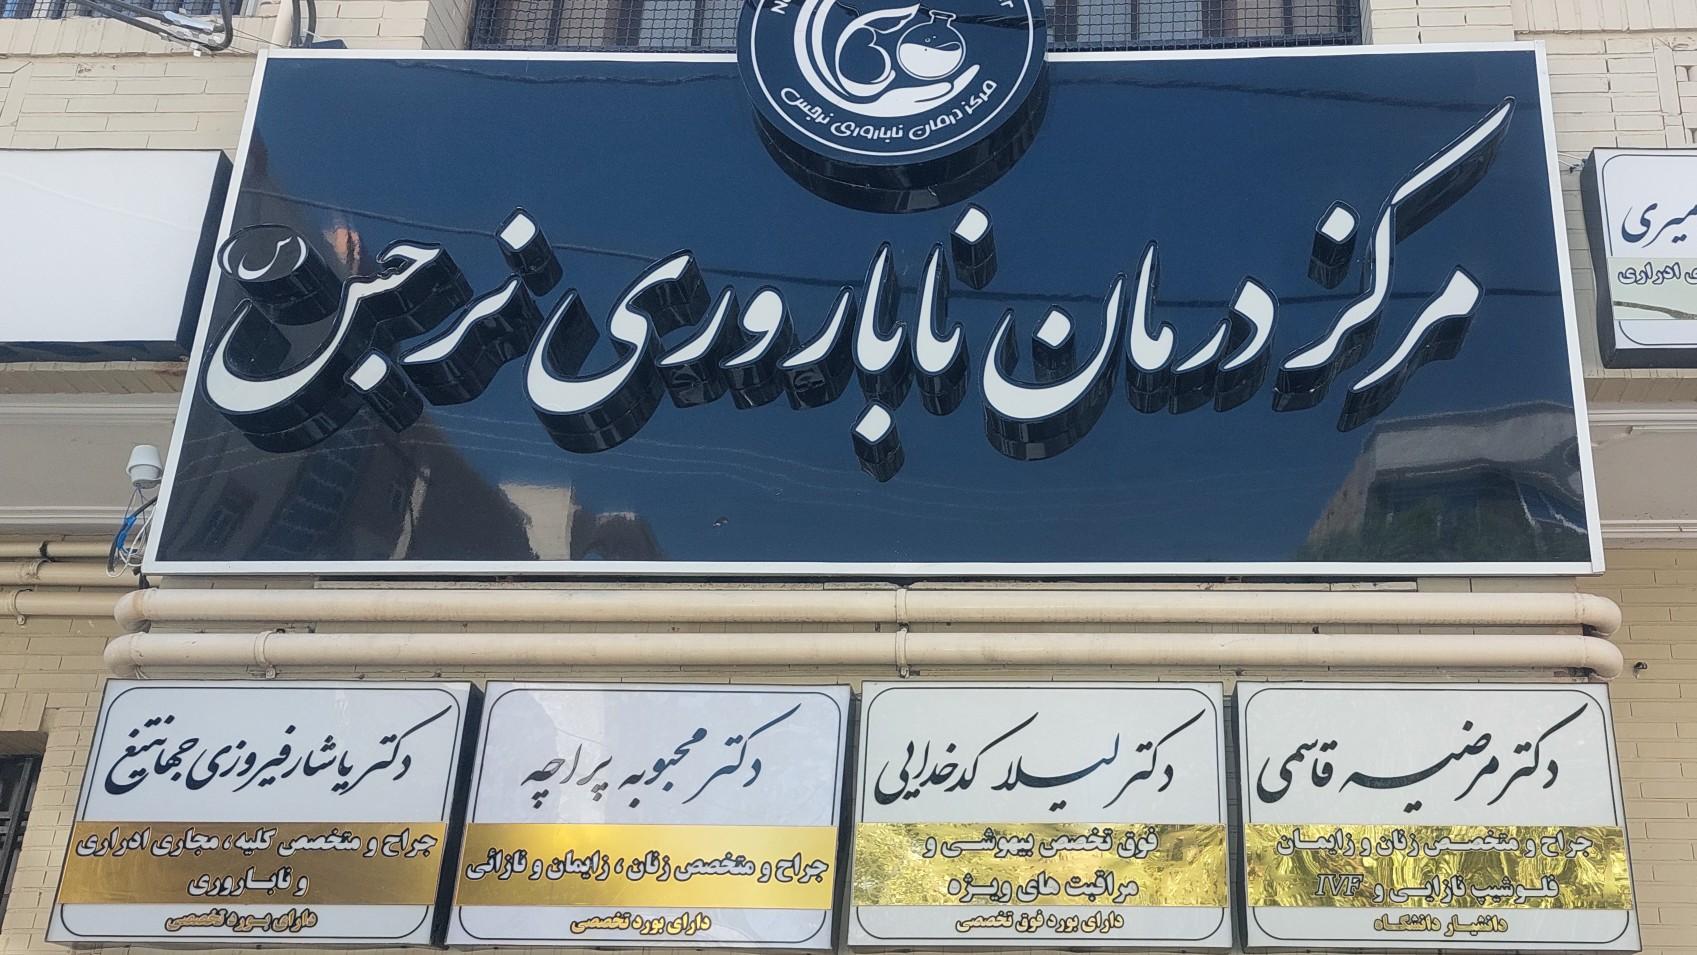 مرکز درمان ناباروری نرجس
مرکز درمان ناباروری نرجس (س)
میری
ی ادراری
دکتر مرضیه قاسمی
جراح و متخصص زنان و زایمان
فلوشیپ نازایی و IVF
دانشیار دانشگاه
دکتر لیلا کدخدایی
فوق تخصص بیهوشی و
مراقبت های ویژه
دارای بورد فوق تخصصی
دکتر محبوبه پراچه
جراح و متخصص زنان ، زایمان و نازائی
دارای بورد تخصصی
دکتر یاشار فیروزی جهانتیغ
جراح و متخصص کلیه ، مجاری ادراری
و ناباروری
دارای بورد تخصصی